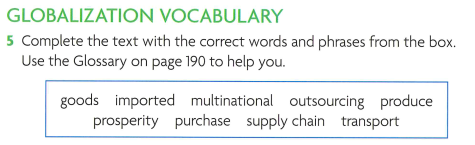 GLOBALIZATION VOCABULARY
5 Complete the text with the correct words and phrases from the box.
Use the Glossary on page 190 to help you.
goods imported multinational outsourcing produce
prosperity purchase supply chain transport